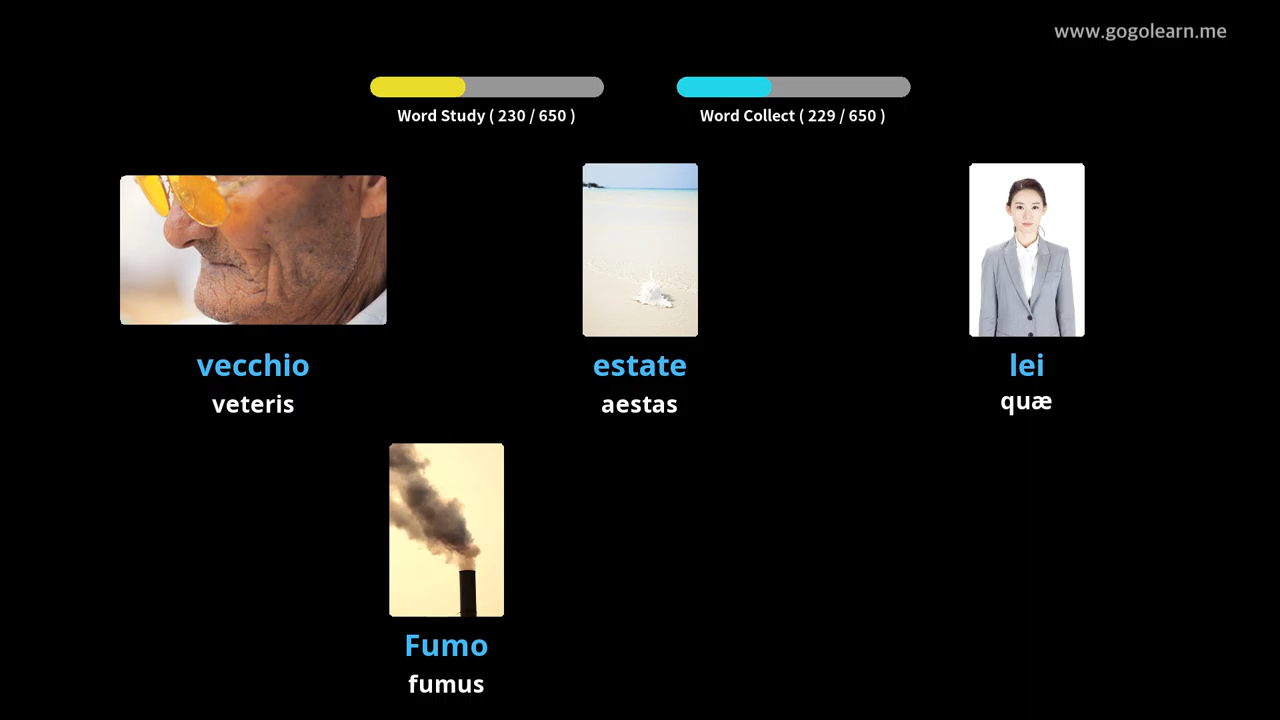 www.gogolearn.me
Word Study ( 230 / 650 )
Word Collect ( 229 / 650 )
vecchio
veteris
estate
aestas
lei
quæ
Fumo
fumus